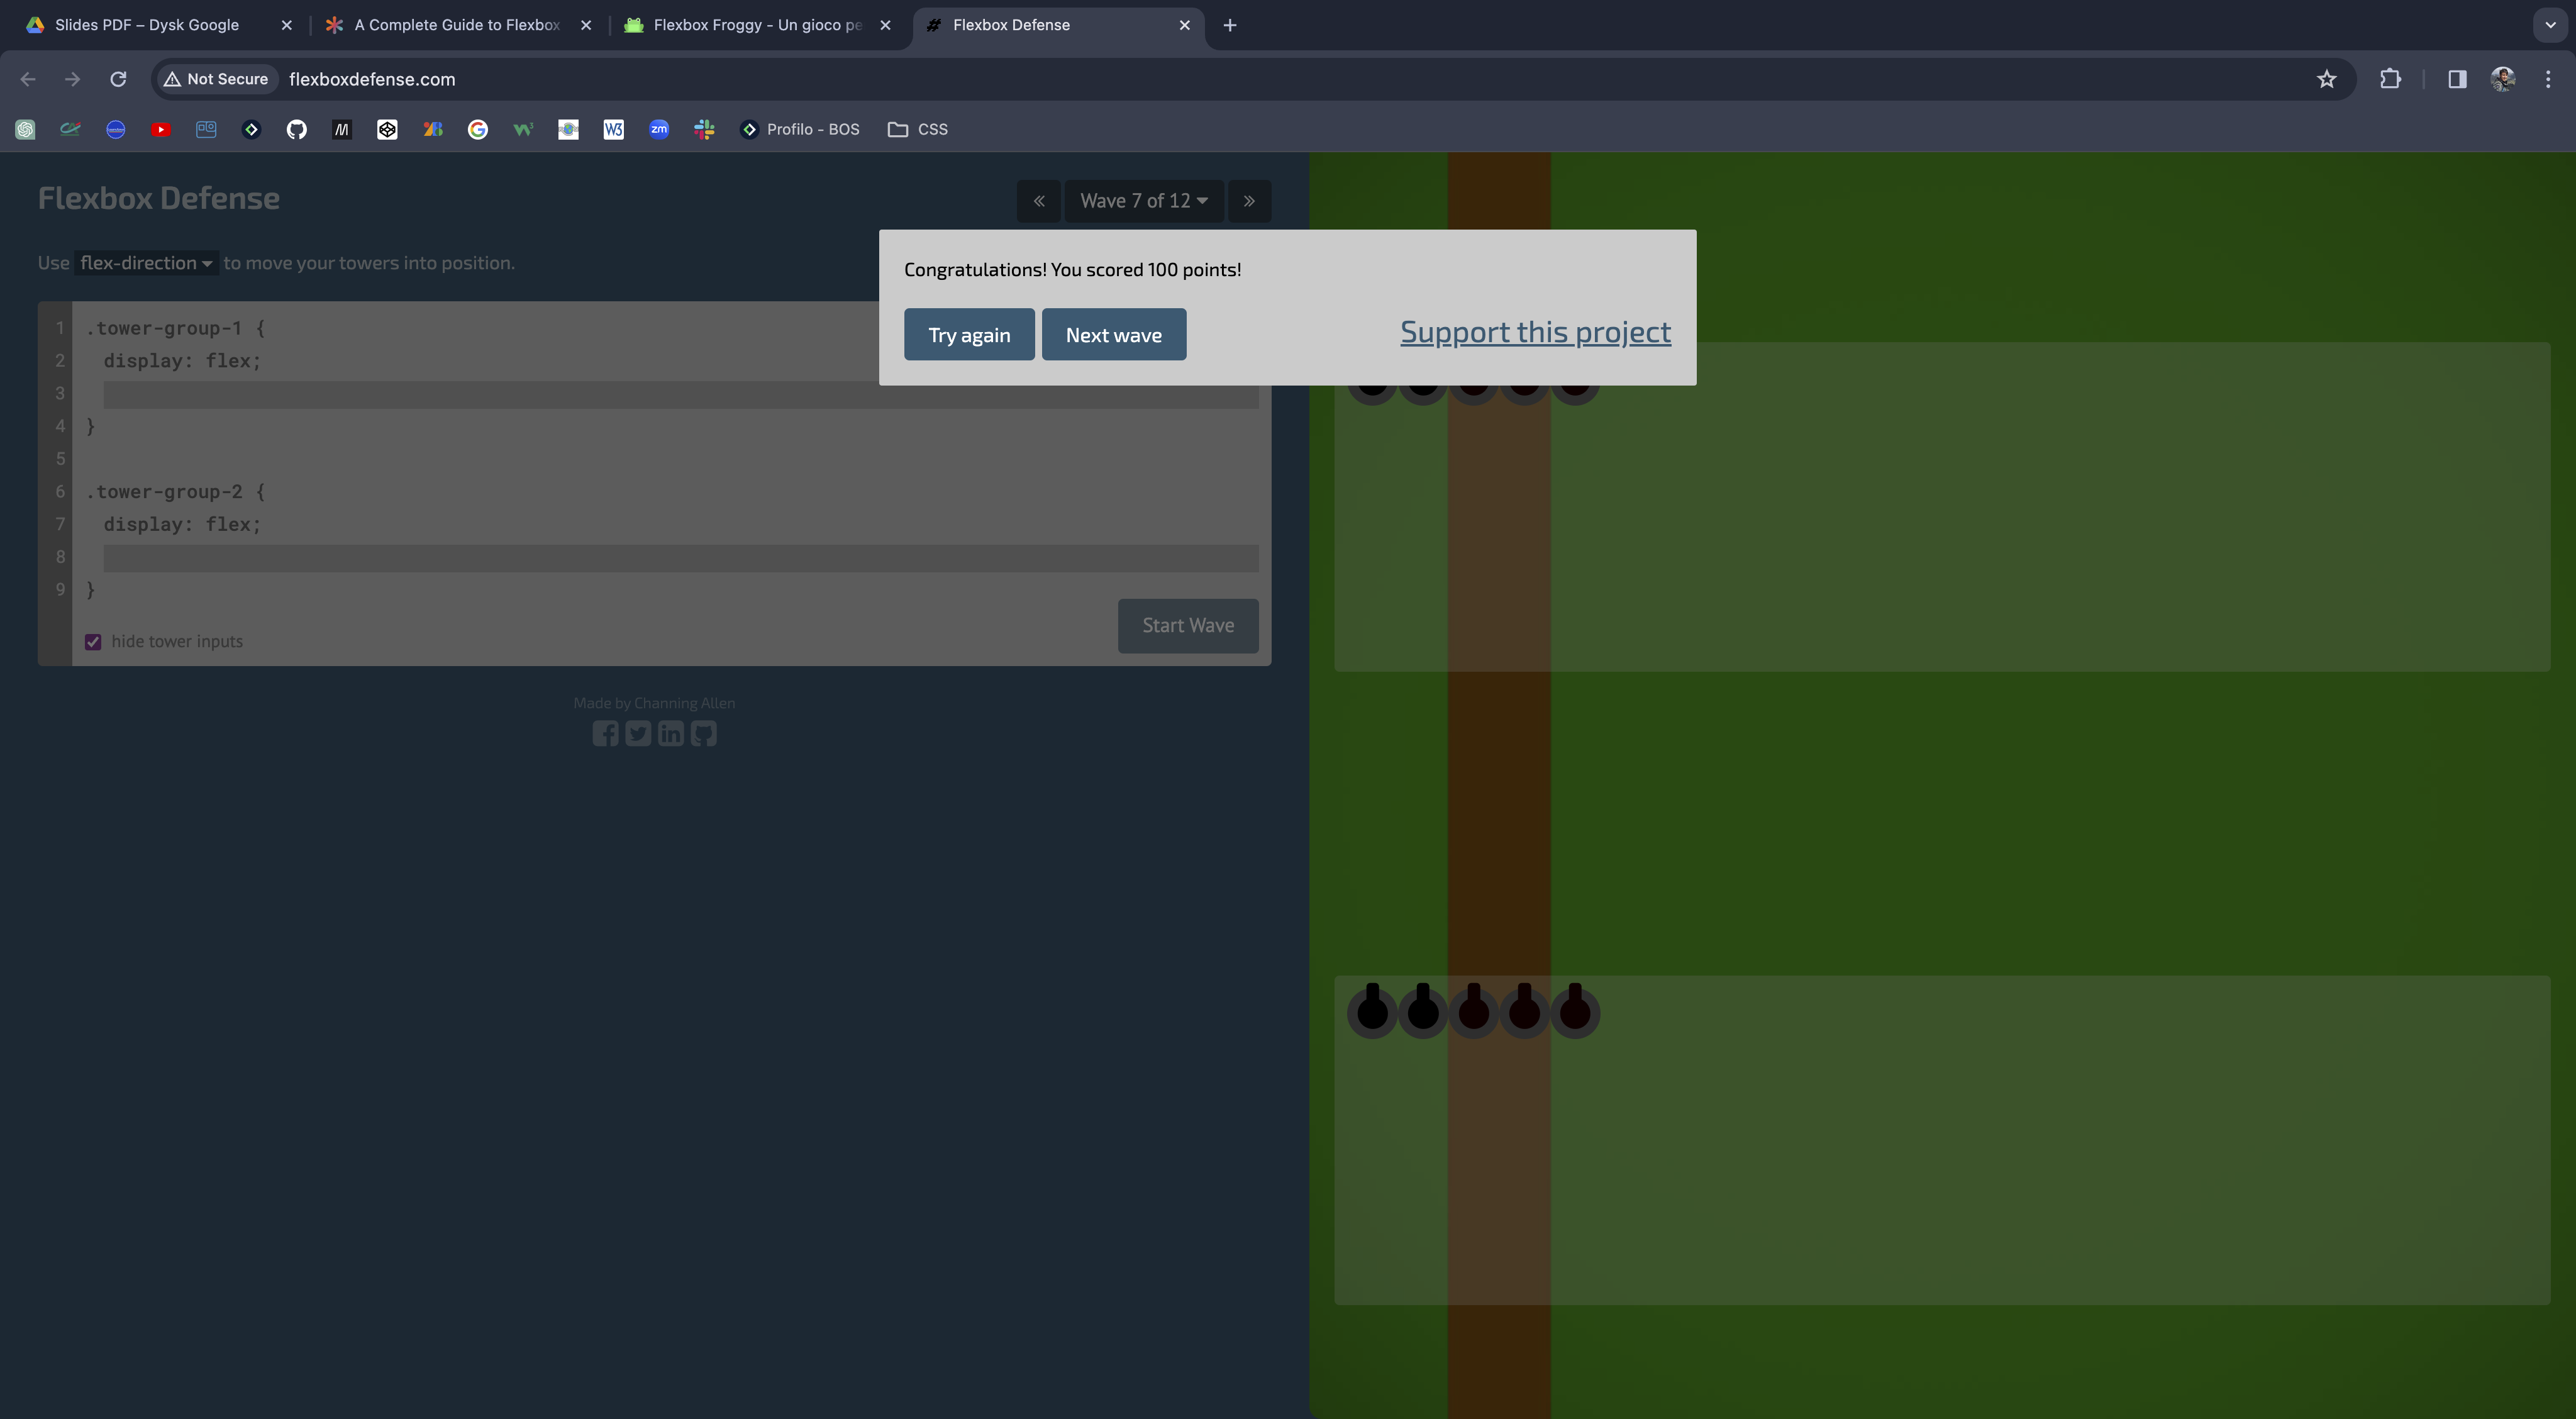 Slides PDF – Dysk Google
A Complete Guide to Flexbox
Flexbox Froggy - Un gioco pe
Flexbox Defense
Not Secure
flexboxdefense.com
W3
zm
Profilo - BOS
CSS
Flexbox Defense
« Wave 7 of 12 »
Use flex-direction to move your towers into position.
Congratulations! You scored 100 points!
Try again
Next wave
Support this project
1 .tower-group-1 {
2 display: flex;
3
4 }
5
6 .tower-group-2 {
7 display: flex;
8
9 }
hide tower inputs
Start Wave
Made by Channing Allen